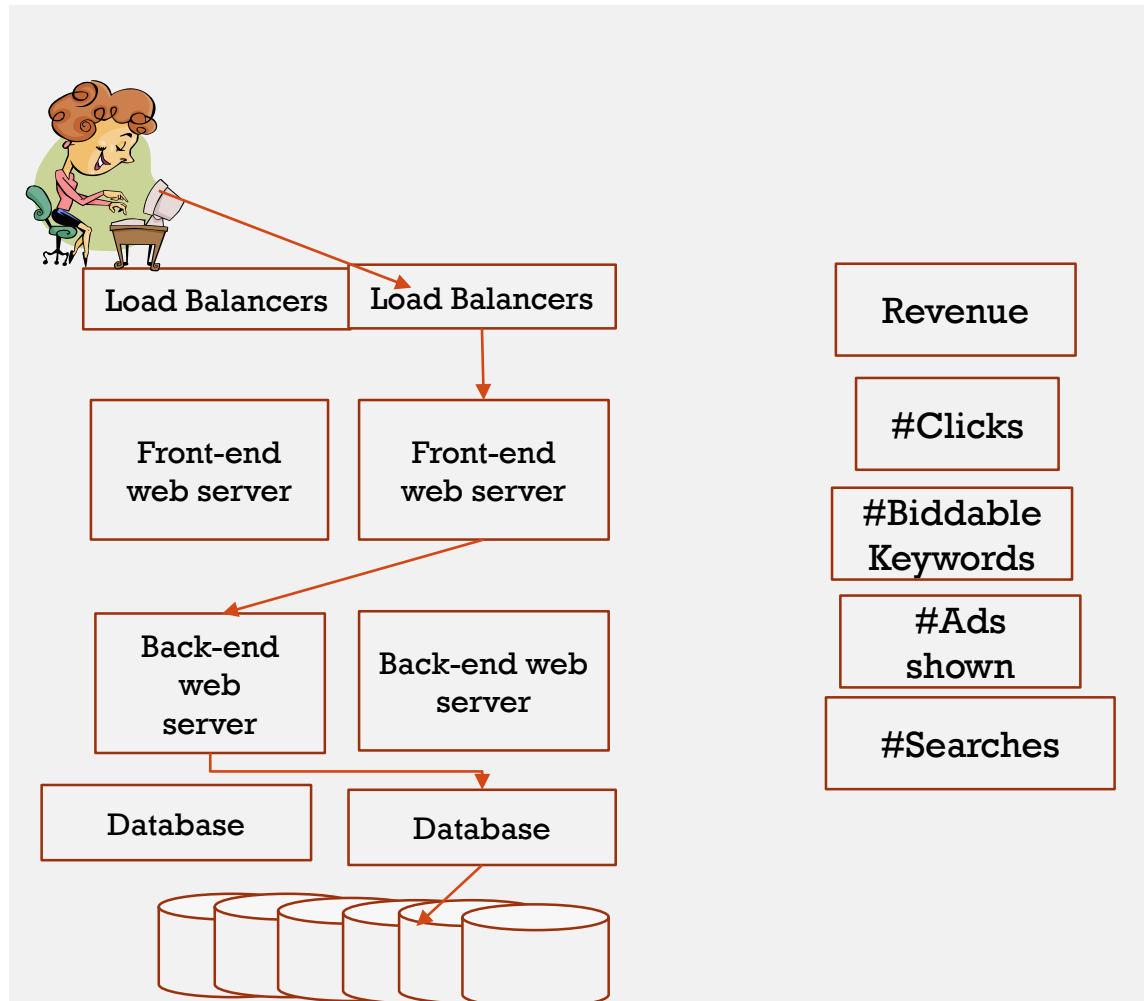 Load Balancers
Load Balancers
Front-end
web server
Front-end
web server
Back-end
web
server
Back-end web
server
Database
Database
Revenue
#Clicks
#Biddable
Keywords
#Ads
shown
#Searches